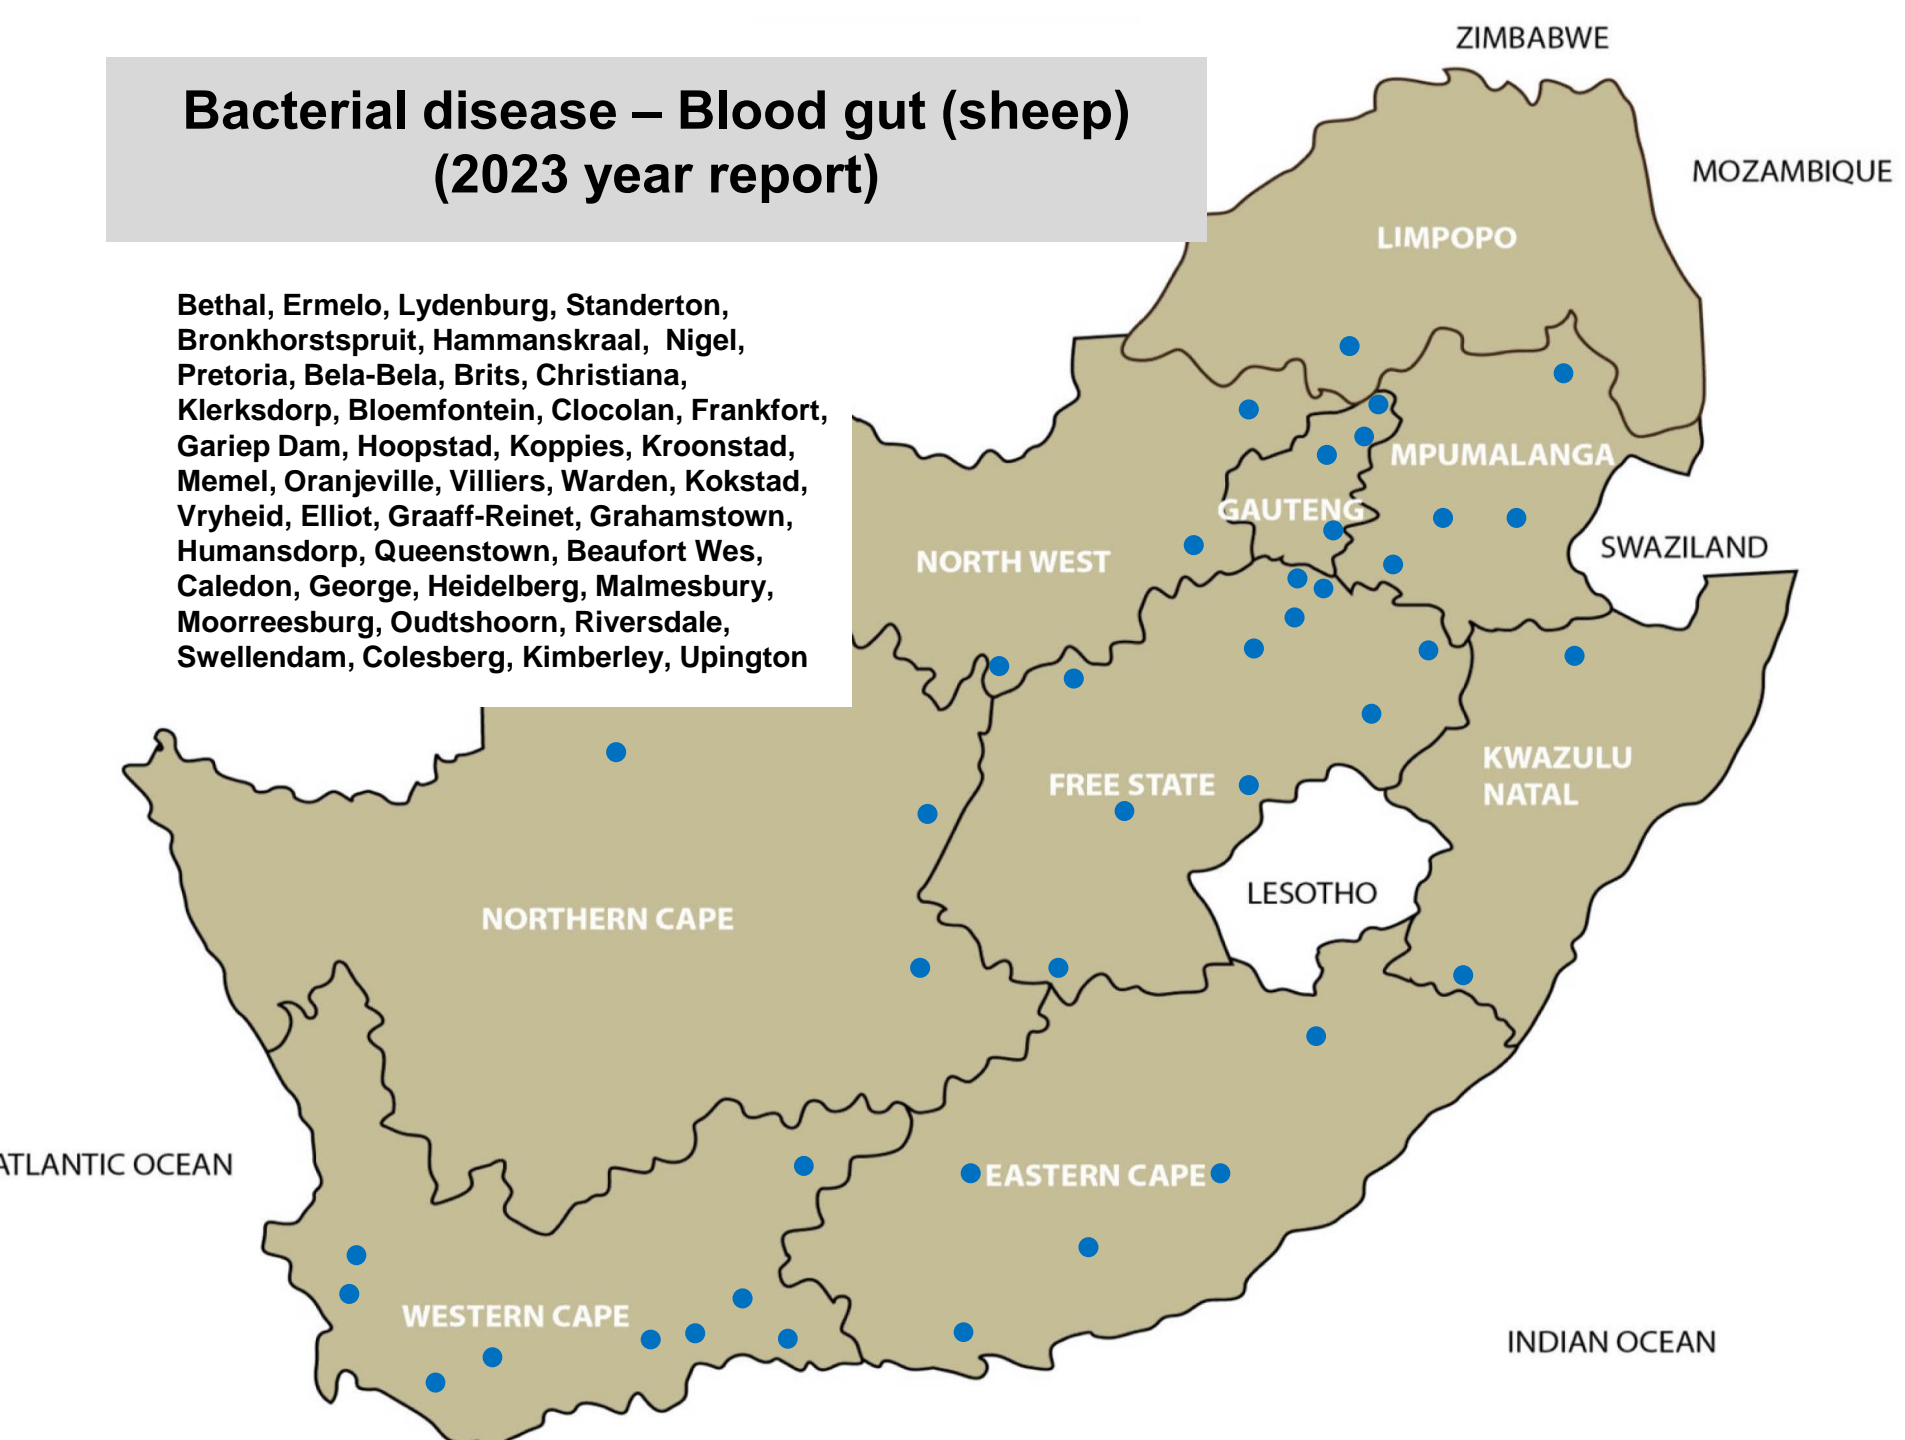 Bacterial disease – Blood gut (sheep)
(2023 year report)
Bethal, Ermelo, Lydenburg, Standerton,
Bronkhorstspruit, Hammanskraal, Nigel,
Pretoria, Bela-Bela, Brits, Christiana,
Klerksdorp, Bloemfontein, Clocolan, Frankfort,
Gariep Dam, Hoopstad, Koppies, Kroonstad,
Memel, Oranjeville, Villiers, Warden, Kokstad,
Vryheid, Elliot, Graaff-Reinet, Grahamstown,
Humansdorp, Queenstown, Beaufort Wes,
Caledon, George, Heidelberg, Malmesbury,
Moorreesburg, Oudtshoorn, Riversdale,
Swellendam, Colesberg, Kimberley, Upington
ZIMBABWE
MOZAMBIQUE
LIMPOPO
MPUMALANGA
GAUTENG
SWAZILAND
NORTH WEST
KWAZULU
NATAL
FREE STATE
LESOTHO
NORTHERN CAPE
ATLANTIC OCEAN
EASTERN CAPE
WESTERN CAPE
INDIAN OCEAN